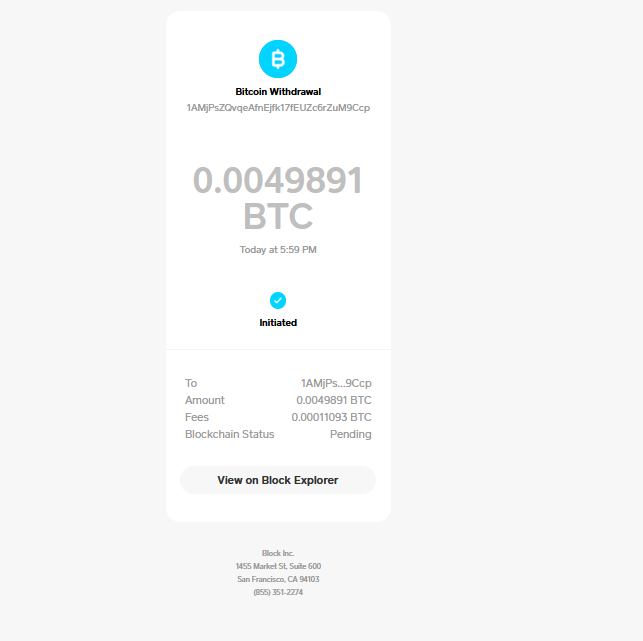 Bitcoin Withdrawal
1AMjPsZQvqeAfnEjfk17fEUZc6rZuM9Ccp
0.0049891
BTC
Today at 5:59 PM
Initiated
To 1AMjPs...9Ccp
Amount 0.0049891 BTC
Fees 0.00011093 BTC
Blockchain Status Pending
View on Block Explorer
Block Inc.
1455 Market St, Suite 600
San Francisco, CA 94103
(855) 351-2274